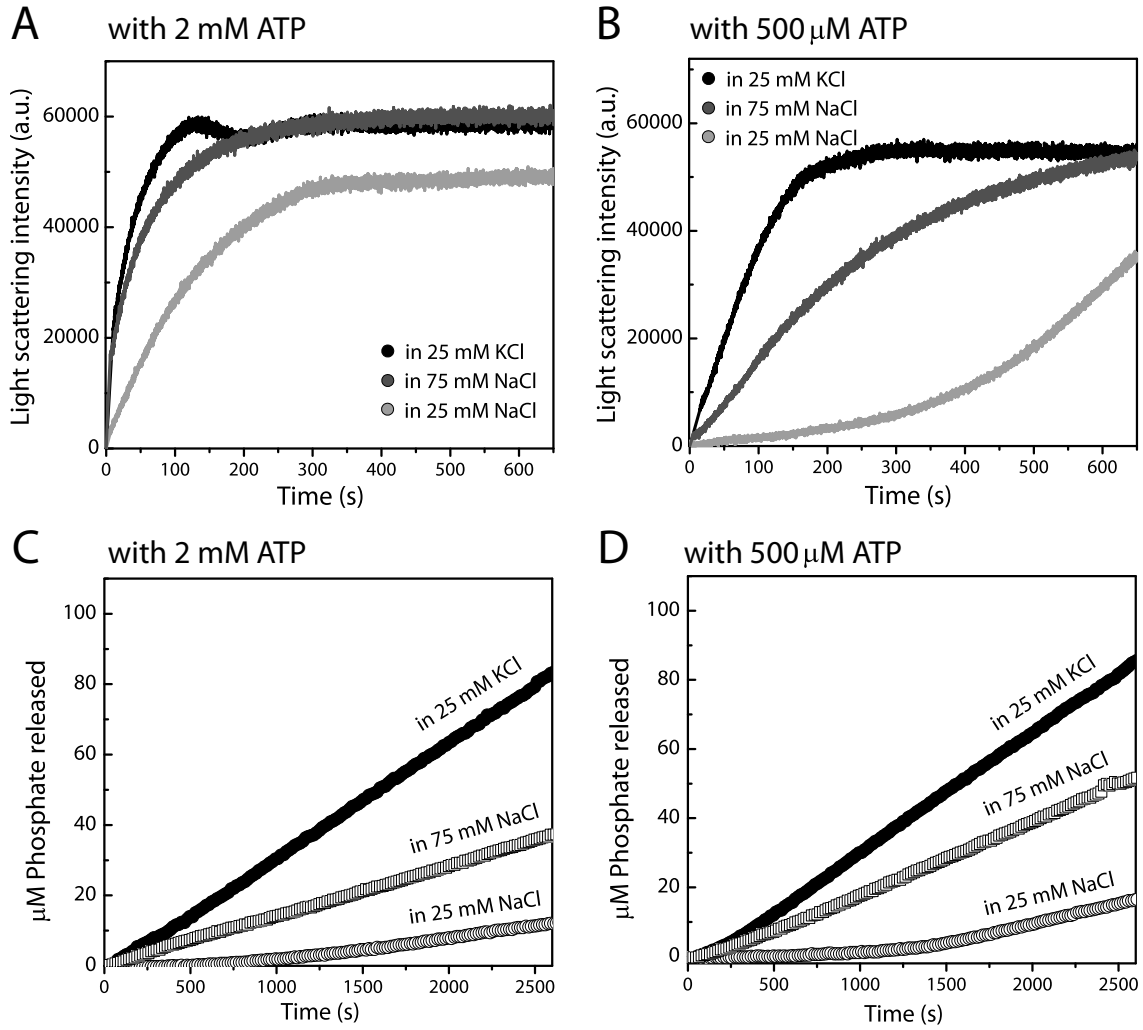 A with 2 mM ATP
Light scattering intensity (a.u.)
60000
40000
20000
0
in 25 mM KCl
in 75 mM NaCl
in 25 mM NaCl
0 100 200 300 400 500 600
Time (s)
B with 500 μM ATP
Light scattering intensity (a.u.)
60000
40000
20000
0
in 25 mM KCl
in 75 mM NaCl
in 25 mM NaCl
0 100 200 300 400 500 600
Time (s)
C with 2 mM ATP
μM Phosphate released
100
80
60
40
20
0
in 25 mM KCl
in 75 mM NaCl
in 25 mM NaCl
0 500 1000 1500 2000 2500
Time (s)
D with 500 μM ATP
μM Phosphate released
100
80
60
40
20
0
in 25 mM KCl
in 75 mM NaCl
in 25 mM NaCl
0 500 1000 1500 2000 2500
Time (s)